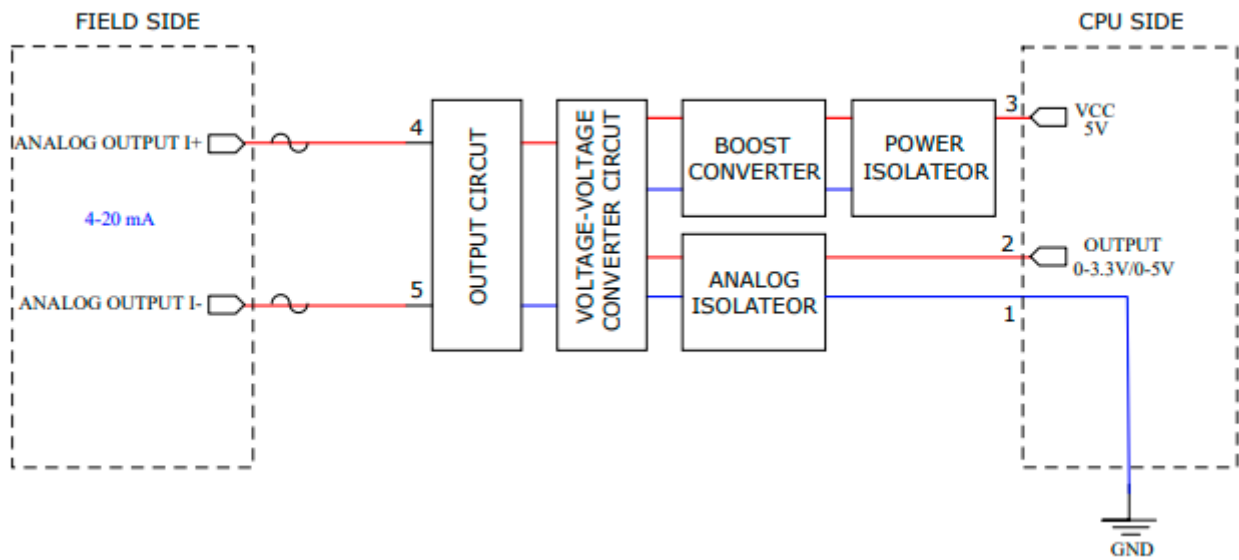 FIELD SIDE
CPU SIDE
ANALOG OUTPUT I+
4-20 mA
ANALOG OUTPUT I-
4
5
OUTPUT CIRCUT
VOLTAGE-VOLTAGE
CONVERTER CIRCUT
BOOST
CONVERTER
POWER
ISOLATEOR
ANALOG
ISOLATEOR
3
VCC
5V
2
OUTPUT
0-3.3V/0-5V
1
GND